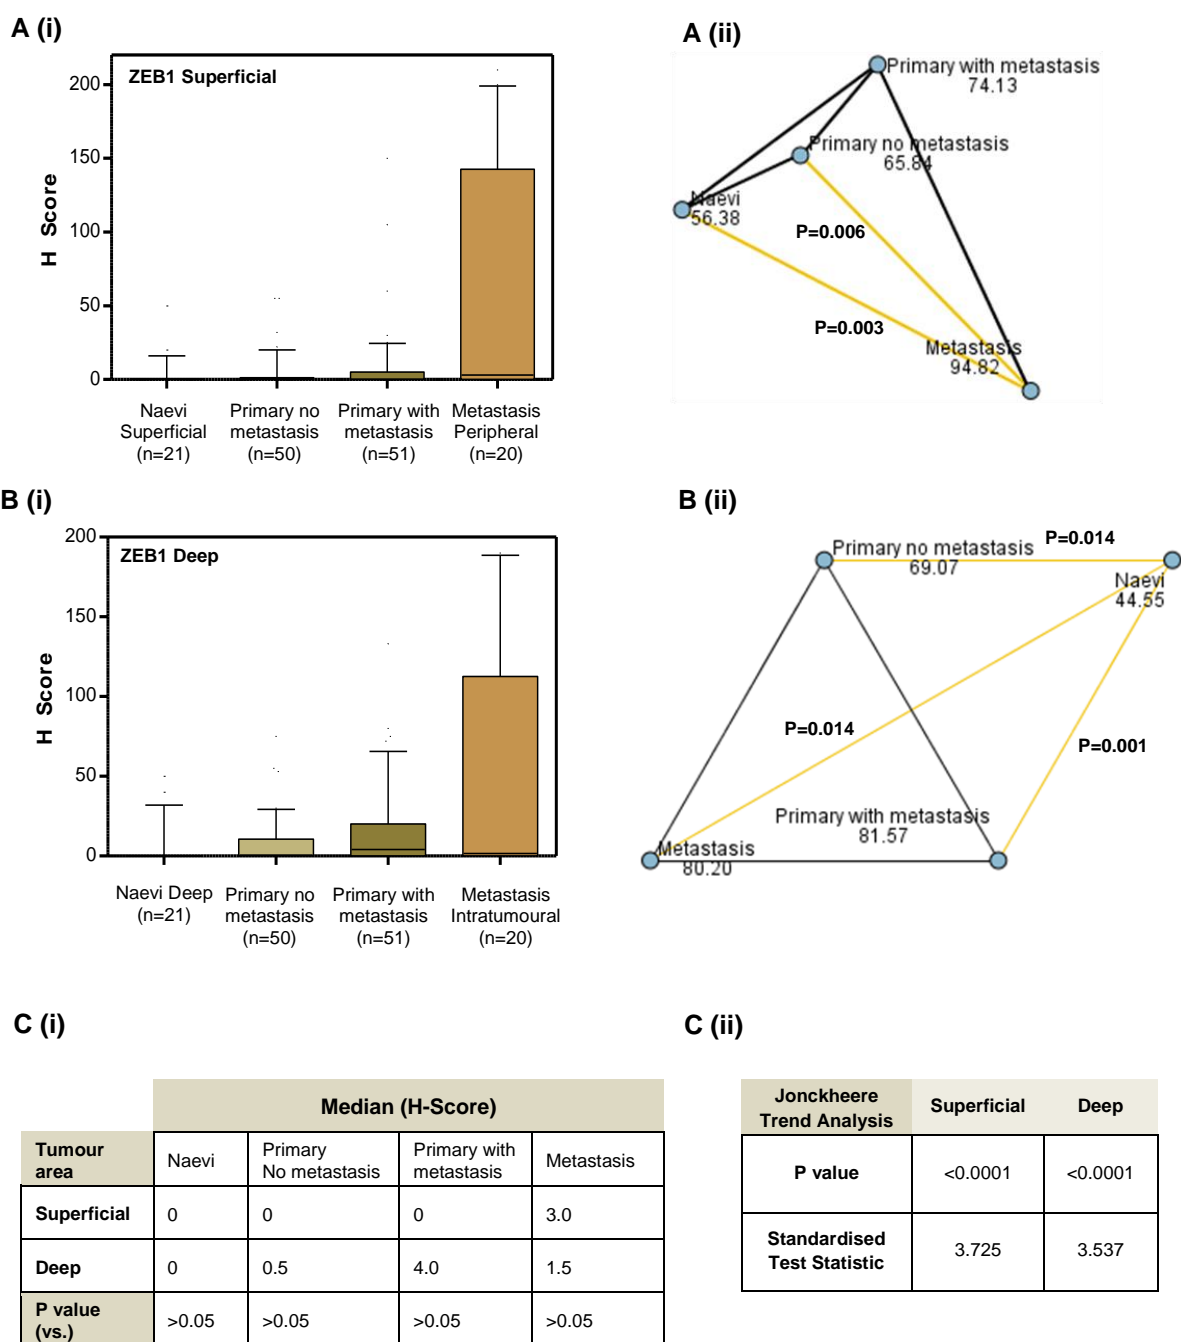 A (i)
ZEB1 Superficial
H Score
200
150
100
50
0
Naevi
Superficial
(n=21)
Primary no
metastasis
(n=50)
Primary with
metastasis
(n=51)
Metastasis
Peripheral
(n=20)
A (ii)
Primary with metastasis
74.13
Primary no metastasis
65.84
Naevi
56.38
P=0.006
P=0.003
Metastasis
94.82
B (i)
ZEB1 Deep
H Score
200
150
100
50
0
Naevi Deep
(n=21)
Primary no
metastasis
(n=50)
Primary with
metastasis
(n=51)
Metastasis
Intratumoural
(n=20)
B (ii)
P=0.014
Primary no metastasis
69.07
Naevi
44.55
P=0.014
P=0.001
Primary with metastasis
81.57
Metastasis
80.20
C (i)
Median (H-Score)
Tumour
area
Naevi
Primary
No metastasis
Primary with
metastasis
Metastasis
Superficial 0 0 0 3.0
Deep 0 0.5 4.0 1.5
P value
(vs.)
>0.05 >0.05 >0.05 >0.05
C (ii)
Jonckheere
Trend Analysis
Superficial Deep
P value <0.0001 <0.0001
Standardised
Test Statistic
3.725 3.537